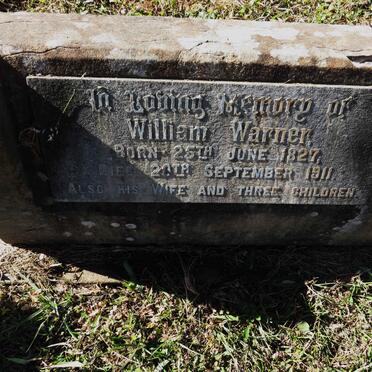 In Loving Memory of
William Warner
BORN 25TH JUNE 1827
DIED 24TH SEPTEMBER 1911
ALSO HIS WIFE AND THREE CHILDREN